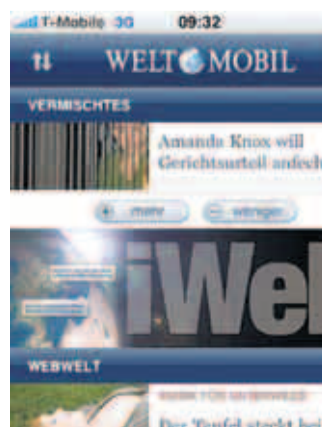 T-Mobile 3G 09:32
WELT MOBIL
VERMISCHTES
Amanda Knox will
Gerichtsurteil anfech
mehr weniger
iWel
WEBWELT
Der Teufel steckt bei